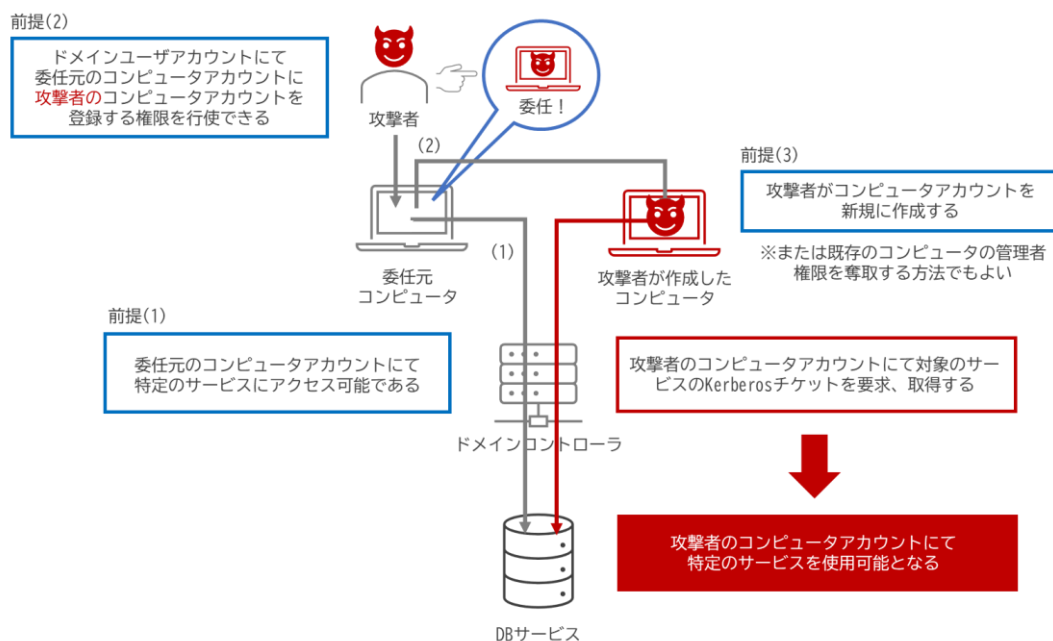 前提(2)
ドメインユーザアカウントにて
委任元のコンピュータアカウントに
攻撃者のコンピュータアカウントを
登録する権限を行使できる
攻撃者
委任！
(2)
前提(3)
攻撃者がコンピュータアカウントを
新規に作成する
※または既存のコンピュータの管理者
権限を奪取する方法でもよい
(1)
委任元
コンピュータ
攻撃者が作成した
コンピュータ
前提(1)
委任元のコンピュータアカウントにて
特定のサービスにアクセス可能である
攻撃者のコンピュータアカウントにて対象のサー
ビスのKerberosチケットを要求、取得する
ドメインコントローラ
攻撃者のコンピュータアカウントにて
特定のサービスを使用可能となる
DBサービス